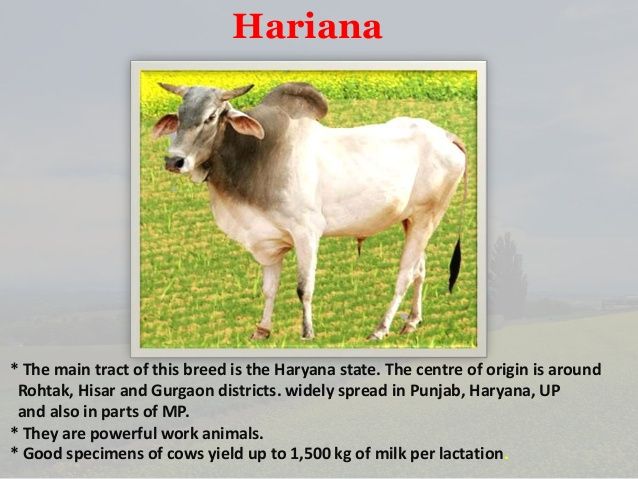 Hariana
* The main tract of this breed is the Haryana state. The centre of origin is around
Rohtak, Hisar and Gurgaon districts. widely spread in Punjab, Haryana, UP
and also in parts of MP.
* They are powerful work animals.
* Good specimens of cows yield up to 1,500 kg of milk per lactation.